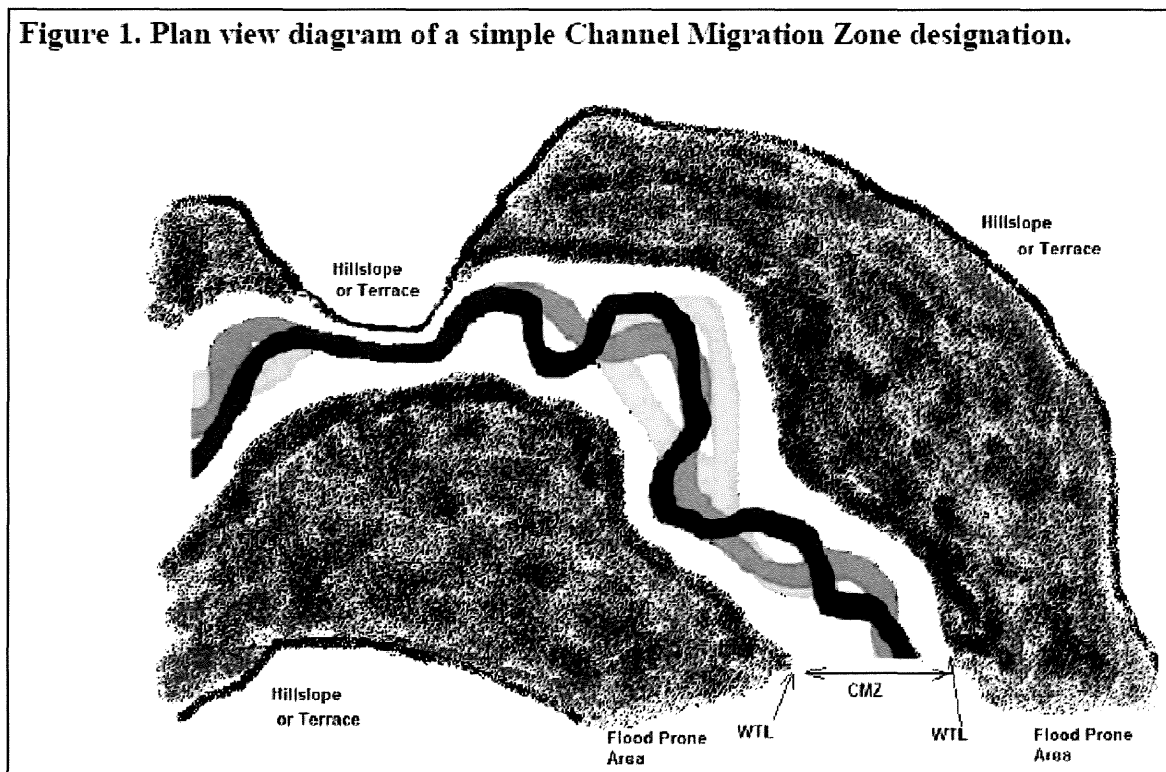 Figure 1. Plan view diagram of a simple Channel Migration Zone designation.
Hillslope
or Terrace
Hillslope
or Terrace
Hillslope
or Terrace
CMZ
WTL
WTL
Flood Prone
Area
Flood Prone
Area